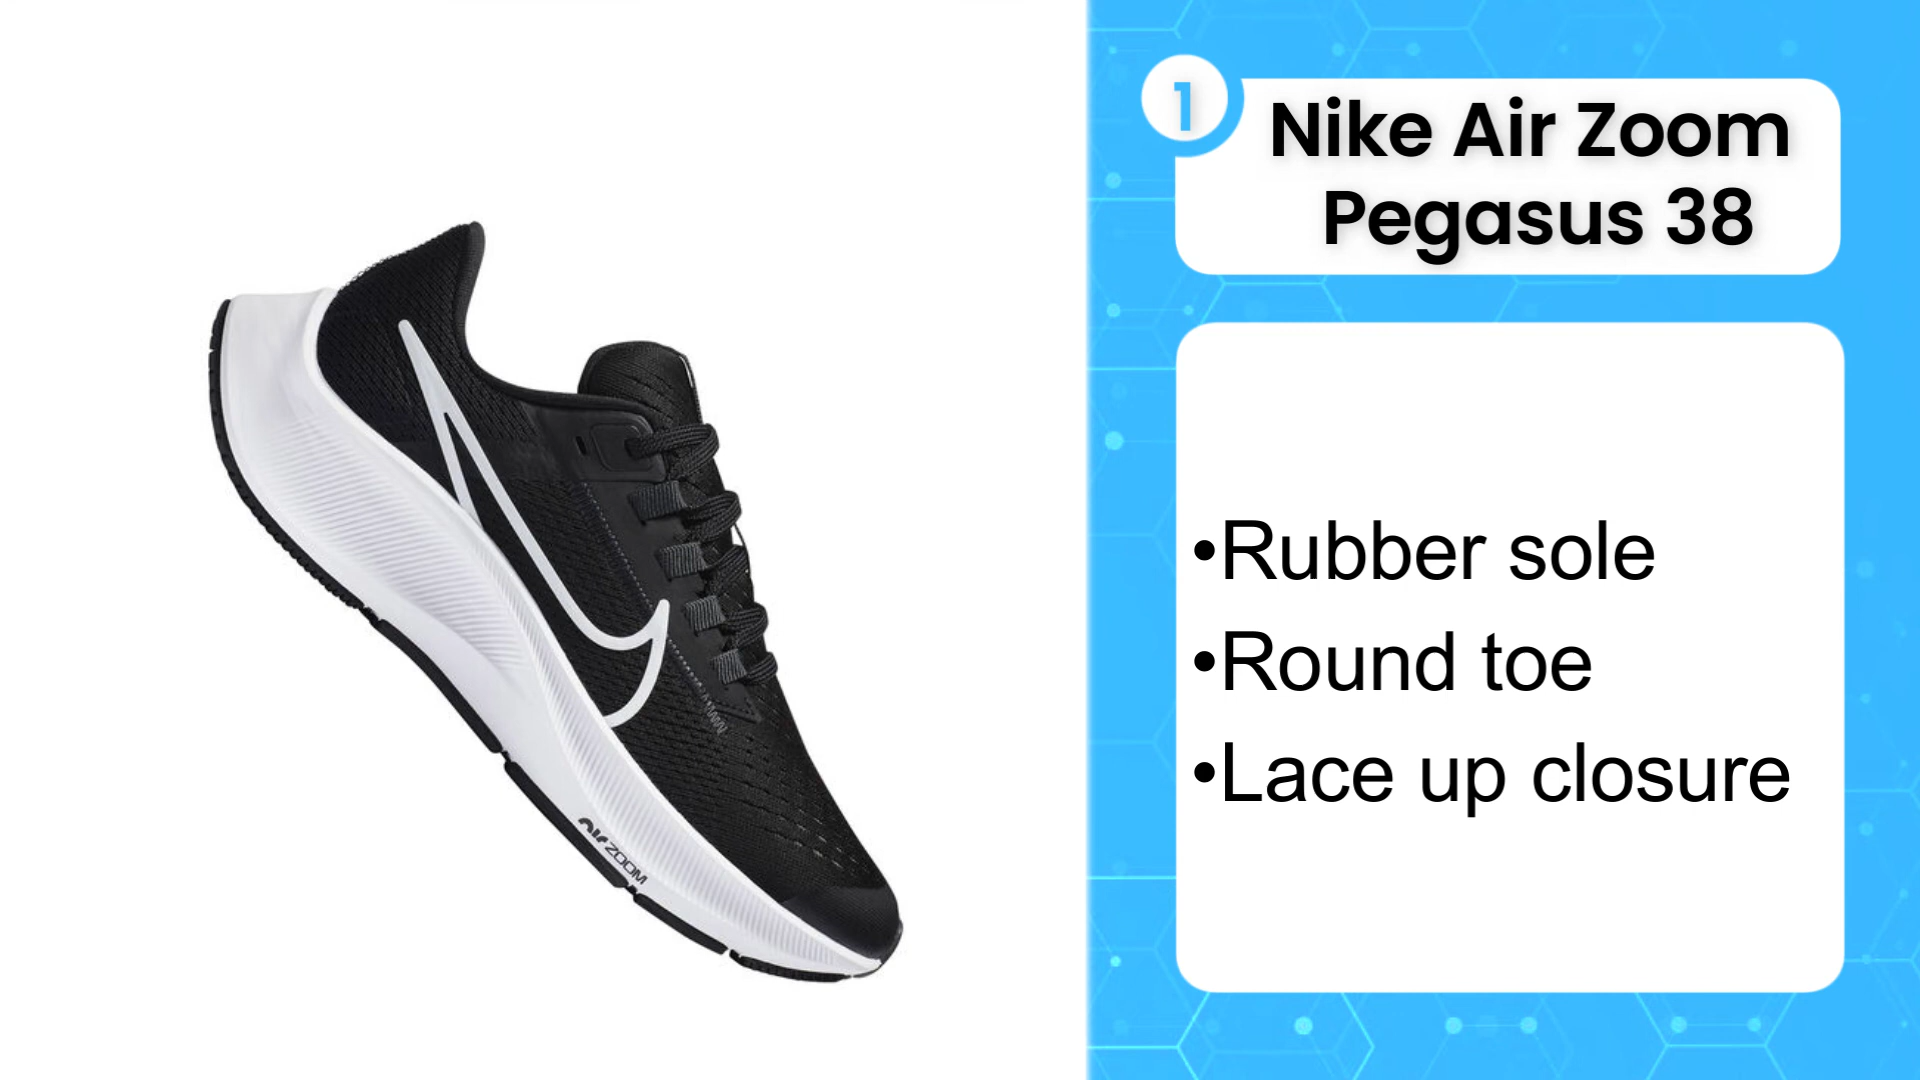 1
Nike Air Zoom
Pegasus 38
•Rubber sole
•Round toe
•Lace up closure
air ZOOM